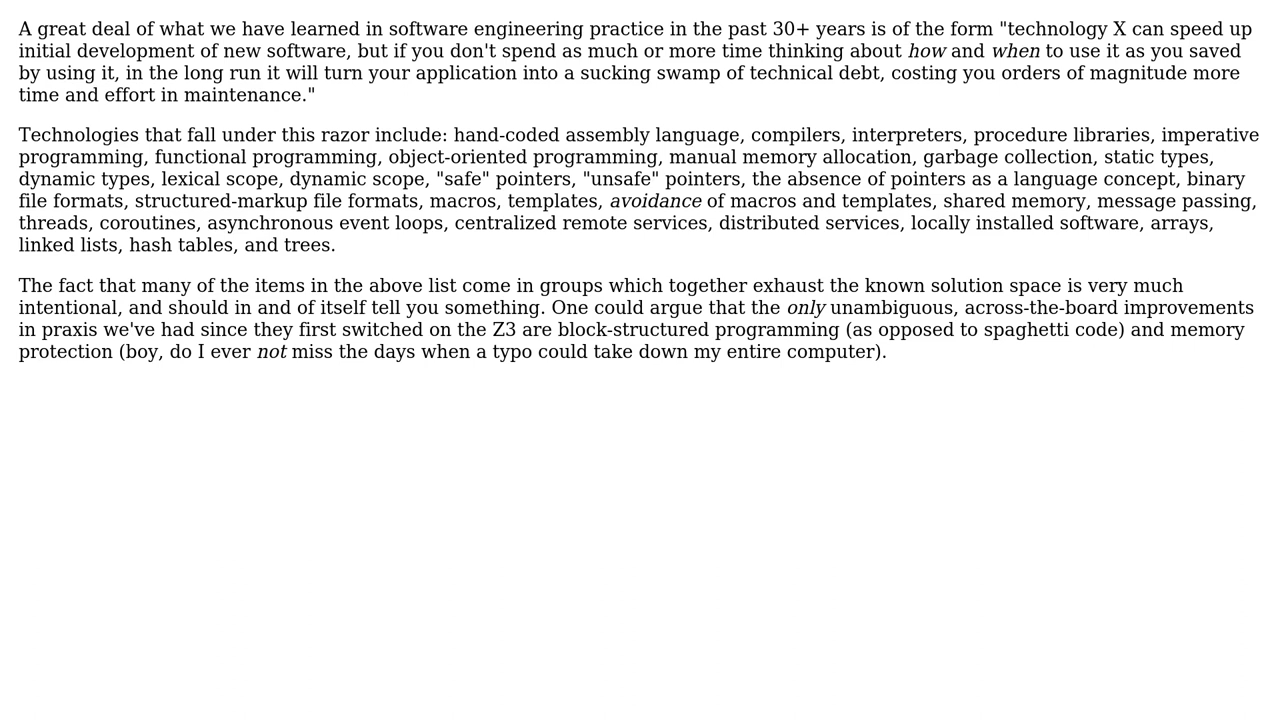 A great deal of what we have learned in software engineering practice in the past 30+ years is of the form "technology X can speed up
initial development of new software, but if you don't spend as much or more time thinking about how and when to use it as you saved
by using it, in the long run it will turn your application into a sucking swamp of technical debt, costing you orders of magnitude more
time and effort in maintenance."
Technologies that fall under this razor include: hand-coded assembly language, compilers, interpreters, procedure libraries, imperative
programming, functional programming, object-oriented programming, manual memory allocation, garbage collection, static types,
dynamic types, lexical scope, dynamic scope, "safe" pointers, "unsafe" pointers, the absence of pointers as a language concept, binary
file formats, structured-markup file formats, macros, templates, avoidance of macros and templates, shared memory, message passing,
threads, coroutines, asynchronous event loops, centralized remote services, distributed services, locally installed software, arrays,
linked lists, hash tables, and trees.
The fact that many of the items in the above list come in groups which together exhaust the known solution space is very much
intentional, and should in and of itself tell you something. One could argue that the only unambiguous, across-the-board improvements
in praxis we've had since they first switched on the Z3 are block-structured programming (as opposed to spaghetti code) and memory
protection (boy, do I ever not miss the days when a typo could take down my entire computer).